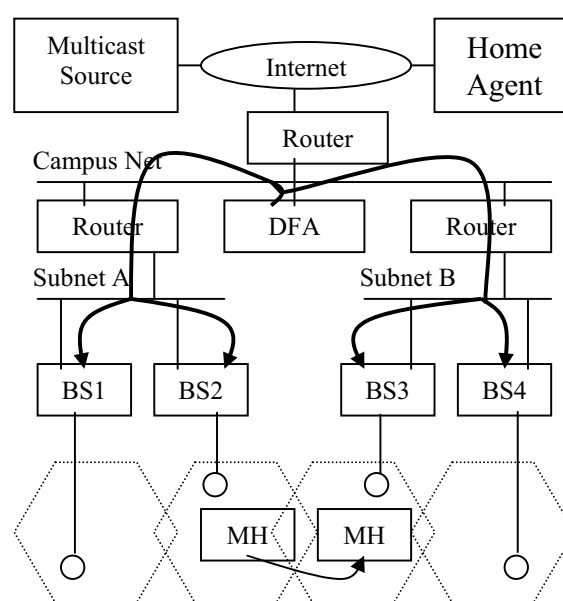 Multicast
Source
Internet
Home
Agent
Router
Campus Net
Router
DFA
Router
Subnet A
Subnet B
BS1
BS2
BS3
BS4
MH
MH